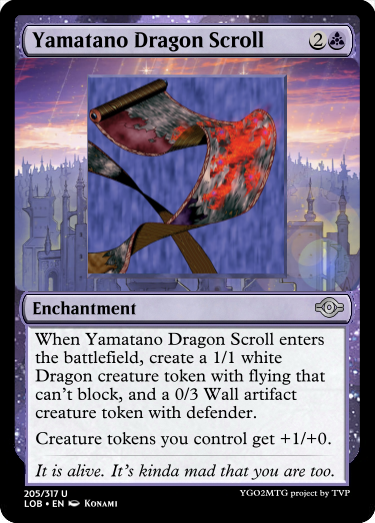 Yamatano Dragon Scroll 2
Enchantment
When Yamatano Dragon Scroll enters
the battlefield, create a 1/1 white
Dragon creature token with flying that
can't block, and a 0/3 Wall artifact
creature token with defender.
Creature tokens you control get +1/+0.
It is alive. It's kinda mad that you are too.
205/317 U
LOB • EN Konami
YGO2MTG project by TVP